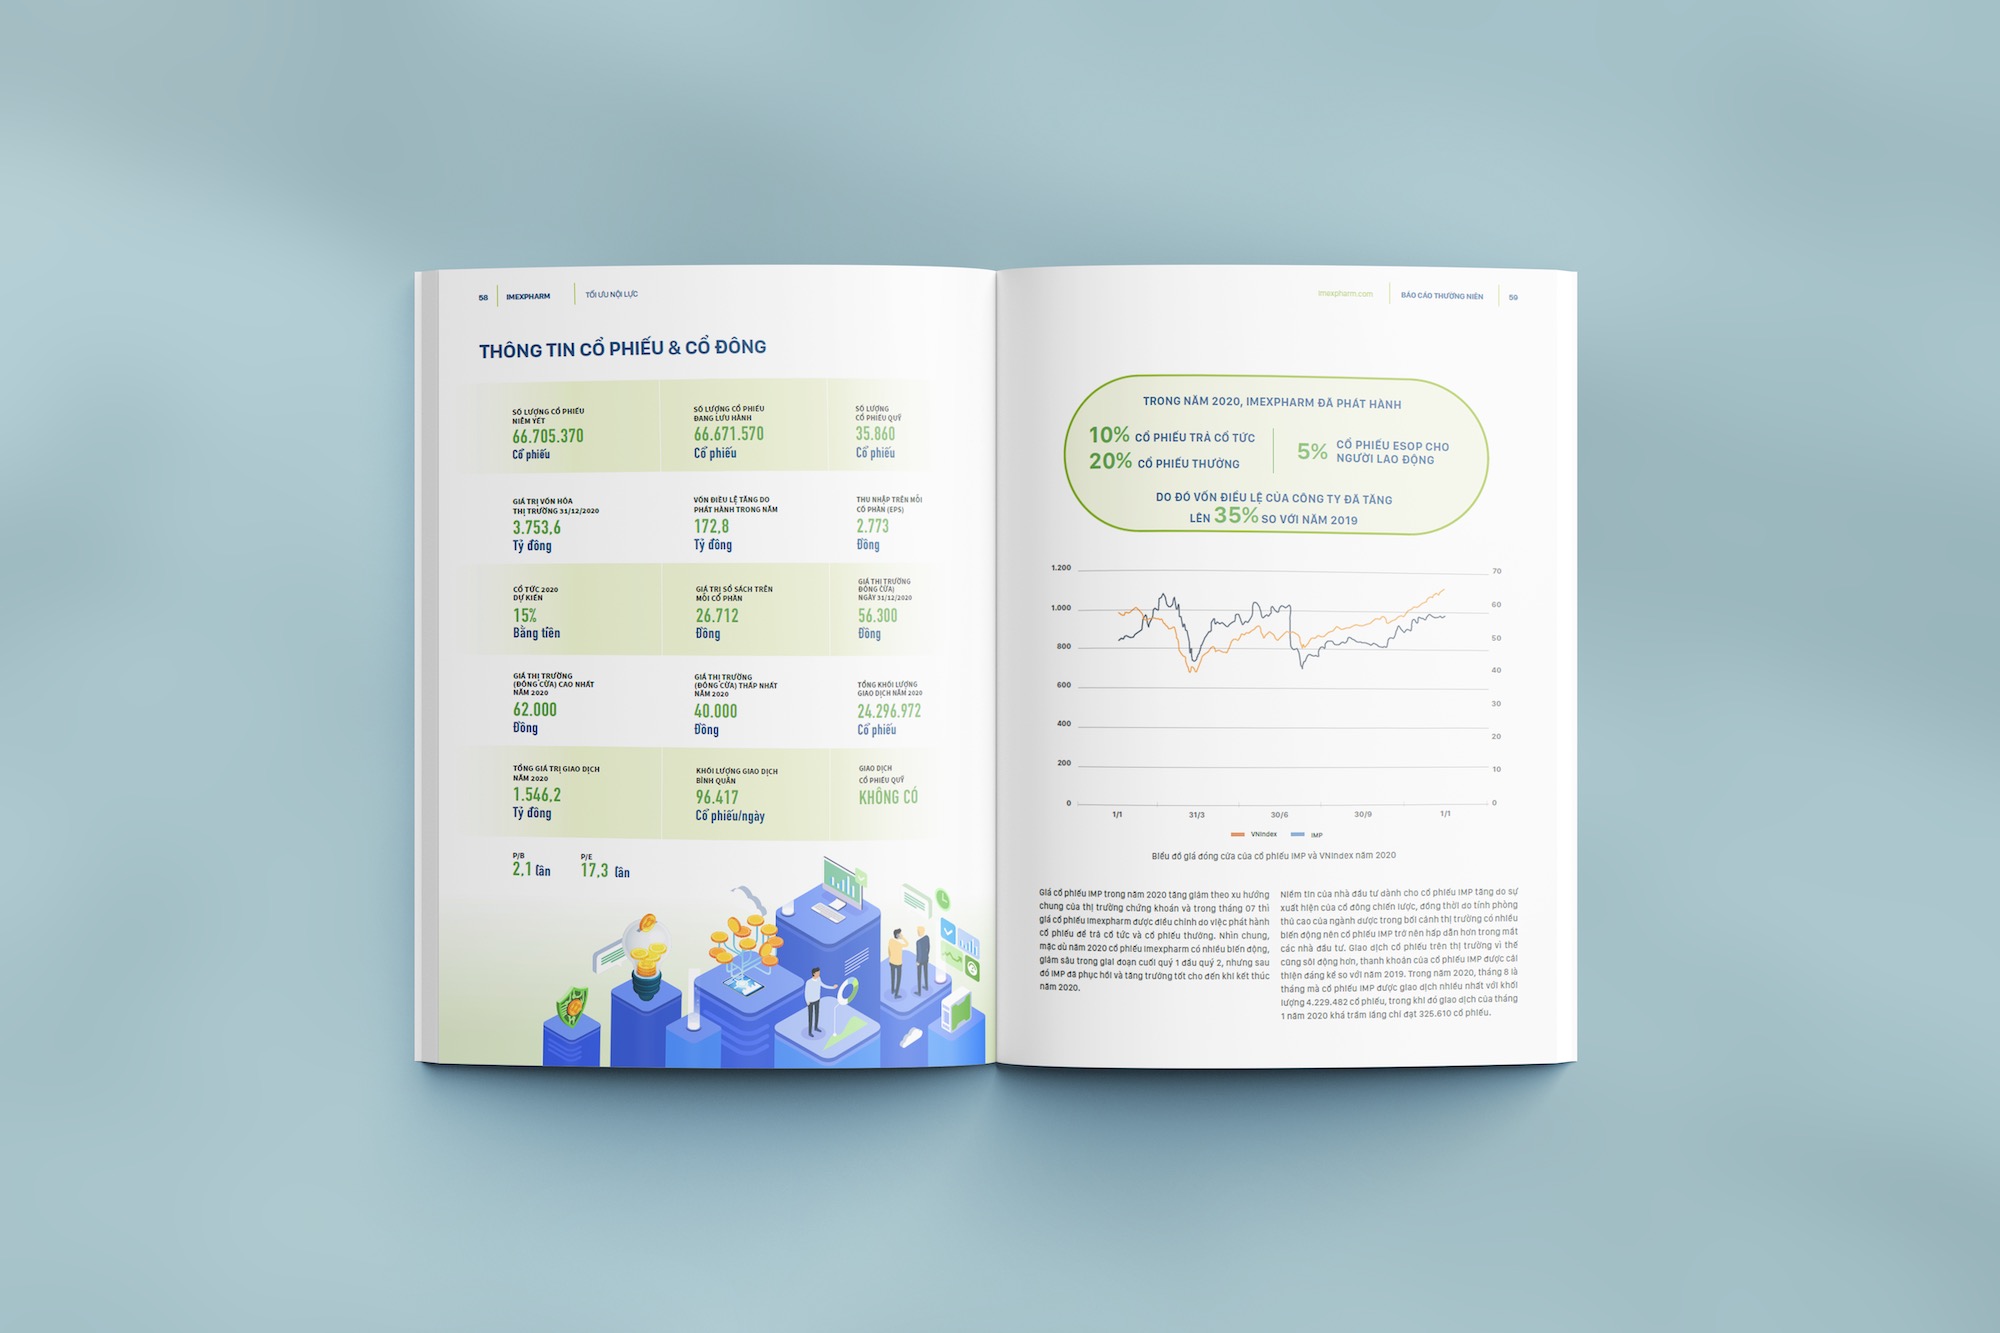 58 | IMEXPHARM | TỐI ƯU NỘI LỰC
THÔNG TIN CỔ PHIẾU & CỔ ĐÔNG
SỐ LƯỢNG CỔ PHIẾU
NIÊM YẾT
66.705.370
Cổ phiếu
SỐ LƯỢNG CỔ PHIẾU
ĐANG LƯU HÀNH
66.671.570
Cổ phiếu
SỐ LƯỢNG
CỔ PHIẾU QUỸ
35.860
Cổ phiếu
GIÁ TRỊ VỐN HÓA
THỊ TRƯỜNG 31/12/2020
3.753,6
Tỷ đồng
VỐN ĐIỀU LỆ TĂNG DO
PHÁT HÀNH TRONG NĂM
172,8
Tỷ đồng
THU NHẬP TRÊN MỖI
CỔ PHẦN (EPS)
2.773
Đồng
CỔ TỨC 2020
DỰ KIẾN
15%
Bằng tiền
GIÁ TRỊ SỔ SÁCH TRÊN
MỖI CỔ PHẦN
26.712
Đồng
GIÁ THỊ TRƯỜNG
ĐÓNG CỬA)
NGÀY 31/12/2020
56.300
Đồng
GIÁ THỊ TRƯỜNG
(ĐÓNG CỬA) CAO NHẤT
NĂM 2020
62.000
Đồng
GIÁ THỊ TRƯỜNG
(ĐÓNG CỬA) THẤP NHẤT
NĂM 2020
40.000
Đồng
TỔNG KHỐI LƯỢNG
GIAO DỊCH NĂM 2020
24.296.972
Cổ phiếu
TỔNG GIÁ TRỊ GIAO DỊCH
NĂM 2020
1.546,2
Tỷ đồng
KHỐI LƯỢNG GIAO DỊCH
BÌNH QUÂN
96.417
Cổ phiếu/ngày
GIAO DỊCH
CỔ PHIẾU QUỸ
KHÔNG CÓ
P/B
2,1 lần
P/E
17,3 lần
imexpharm.com | BÁO CÁO THƯỜNG NIÊN | 59
TRONG NĂM 2020, IMEXPHARM ĐÃ PHÁT HÀNH
10% CỔ PHIẾU TRẢ CỔ TỨC
20% CỔ PHIẾU THƯỞNG
5% CỔ PHIẾU ESOP CHO
NGƯỜI LAO ĐỘNG
DO ĐÓ VỐN ĐIỀU LỆ CỦA CÔNG TY ĐÃ TĂNG
LÊN 35% SO VỚI NĂM 2019
1.200
1.000
800
600
400
200
0
70
60
50
40
30
20
10
0
1/1 31/3 30/6 30/9 1/1
VNIndex IMP
Biểu đồ giá đóng cửa của cổ phiếu IMP và VNIndex năm 2020
Giá cổ phiếu IMP trong năm 2020 tăng giảm theo xu hướng
chung của thị trường chứng khoán và trong tháng 07 thì
giá cổ phiếu Imexpharm được điều chỉnh do việc phát hành
cổ phiếu để trả cổ tức và cổ phiếu thưởng. Nhìn chung,
mặc dù năm 2020 cổ phiếu Imexpharm có nhiều biến động,
giảm sâu trong giai đoạn cuối quý 1 đầu quý 2, nhưng sau
đó IMP đã phục hồi và tăng trưởng tốt cho đến khi kết thúc
năm 2020.
Niềm tin của nhà đầu tư dành cho cổ phiếu IMP tăng do sự
xuất hiện của cổ đông chiến lược, đồng thời do tính phòng
thủ cao của ngành dược trong bối cảnh thị trường có nhiều
biến động nên cổ phiếu IMP trở nên hấp dẫn hơn trong mắt
các nhà đầu tư. Giao dịch cổ phiếu trên thị trường vì thế
cũng sôi động hơn, thanh khoản của cổ phiếu IMP được cải
thiện đáng kể so với năm 2019. Trong năm 2020, tháng 8 là
tháng mà cổ phiếu IMP được giao dịch nhiều nhất với khối
lượng 4.229.482 cổ phiếu, trong khi đó giao dịch của tháng
1 năm 2020 khá trầm lắng chỉ đạt 325.610 cổ phiếu.